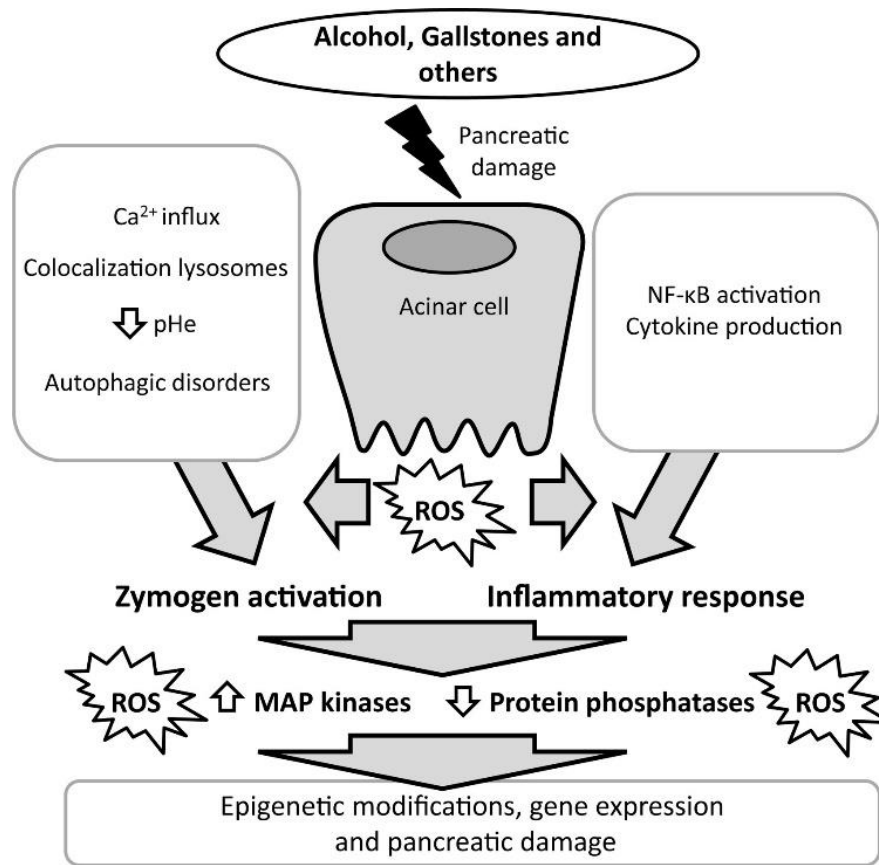 Alcohol, Gallstones and
others
Pancreatic
damage
Ca²⁺ influx
Colocalization lysosomes
pHe
Autophagic disorders
Acinar cell
NF-κB activation
Cytokine production
ROS
Zymogen activation
Inflammatory response
ROS
MAP kinases
Protein phosphatases
ROS
Epigenetic modifications, gene expression
and pancreatic damage